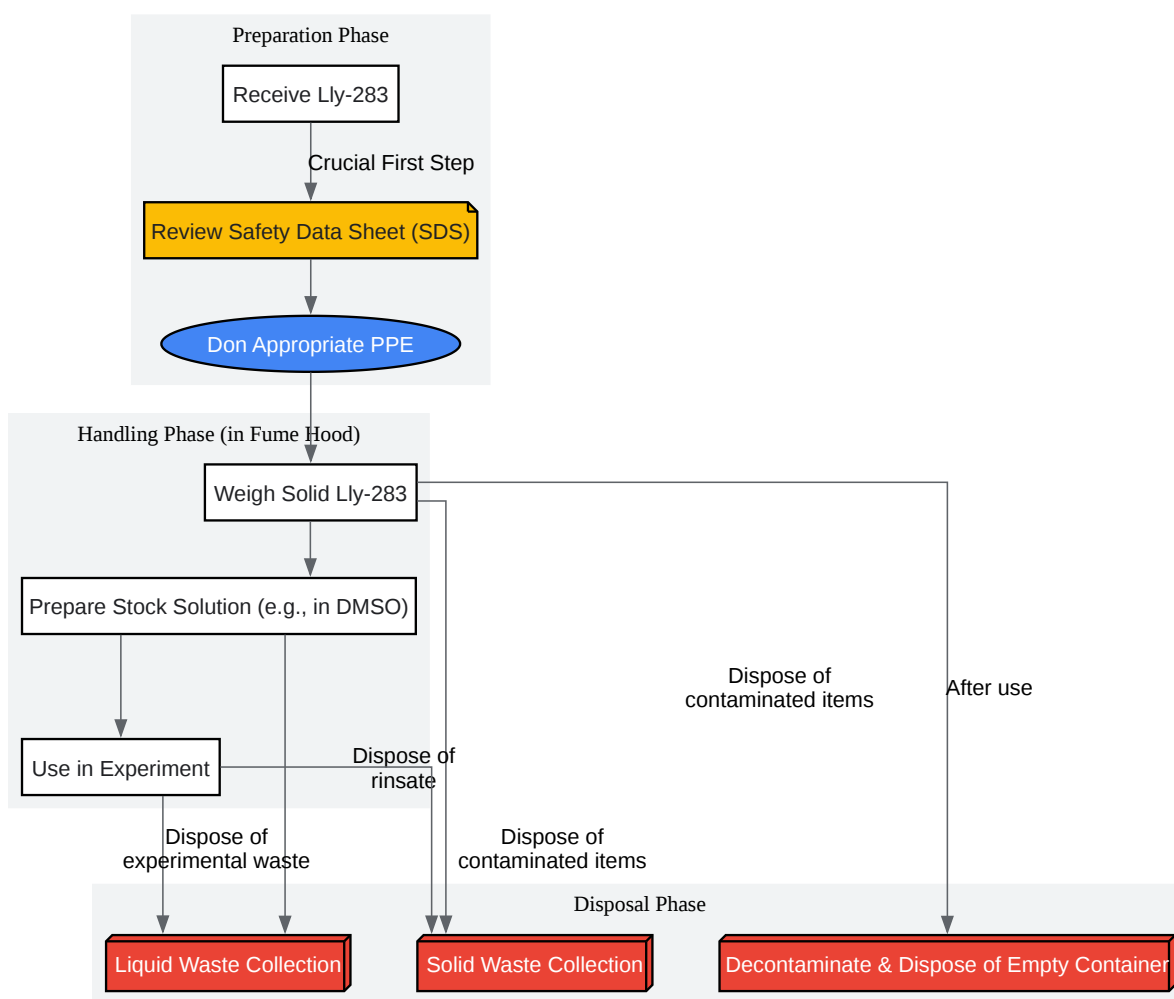 Preparation Phase
Receive Lly-283
Crucial First Step
Review Safety Data Sheet (SDS)
Don Appropriate PPE
Handling Phase (in Fume Hood)
Weigh Solid Lly-283
Prepare Stock Solution (e.g., in DMSO)
Dispose of
contaminated items
After use
Use in Experiment
Dispose of
rinsate
Dispose of
experimental waste
Dispose of
contaminated items
Disposal Phase
Liquid Waste Collection
Solid Waste Collection
Decontaminate & Dispose of Empty Container